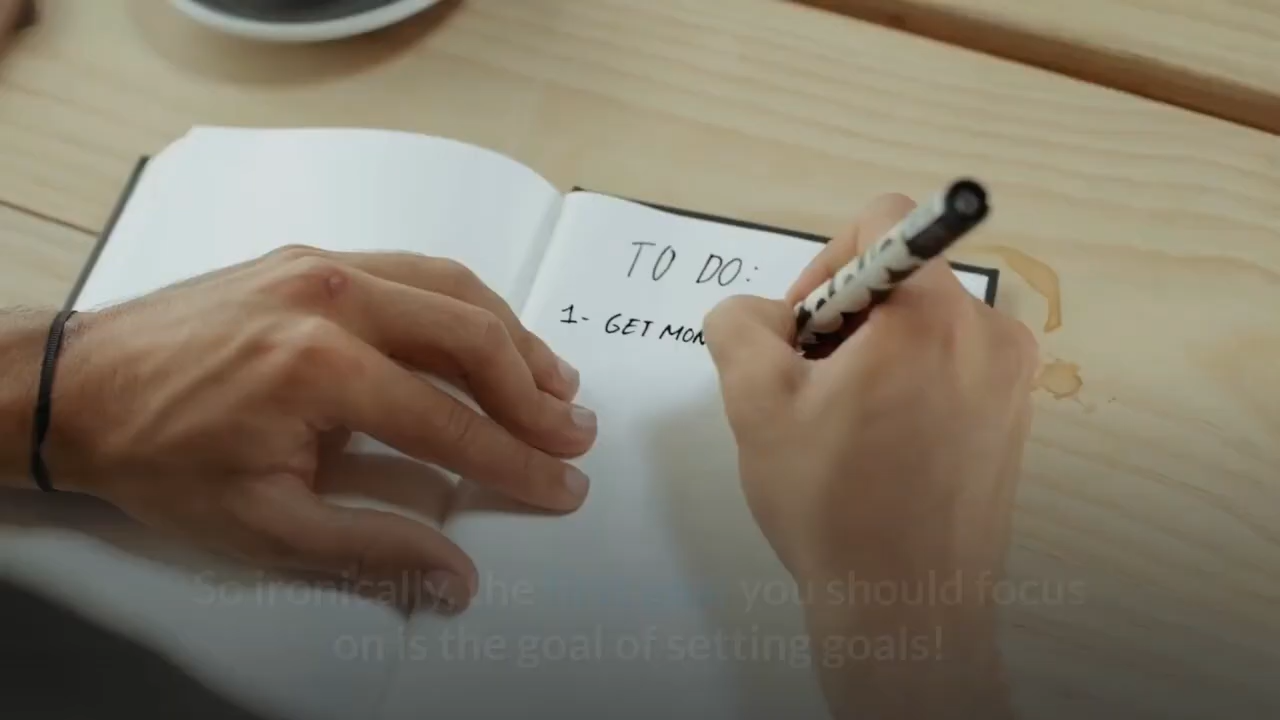 TO DO:
1- GET MON
So ironically, the you should focus
on is the goal of setting goals!